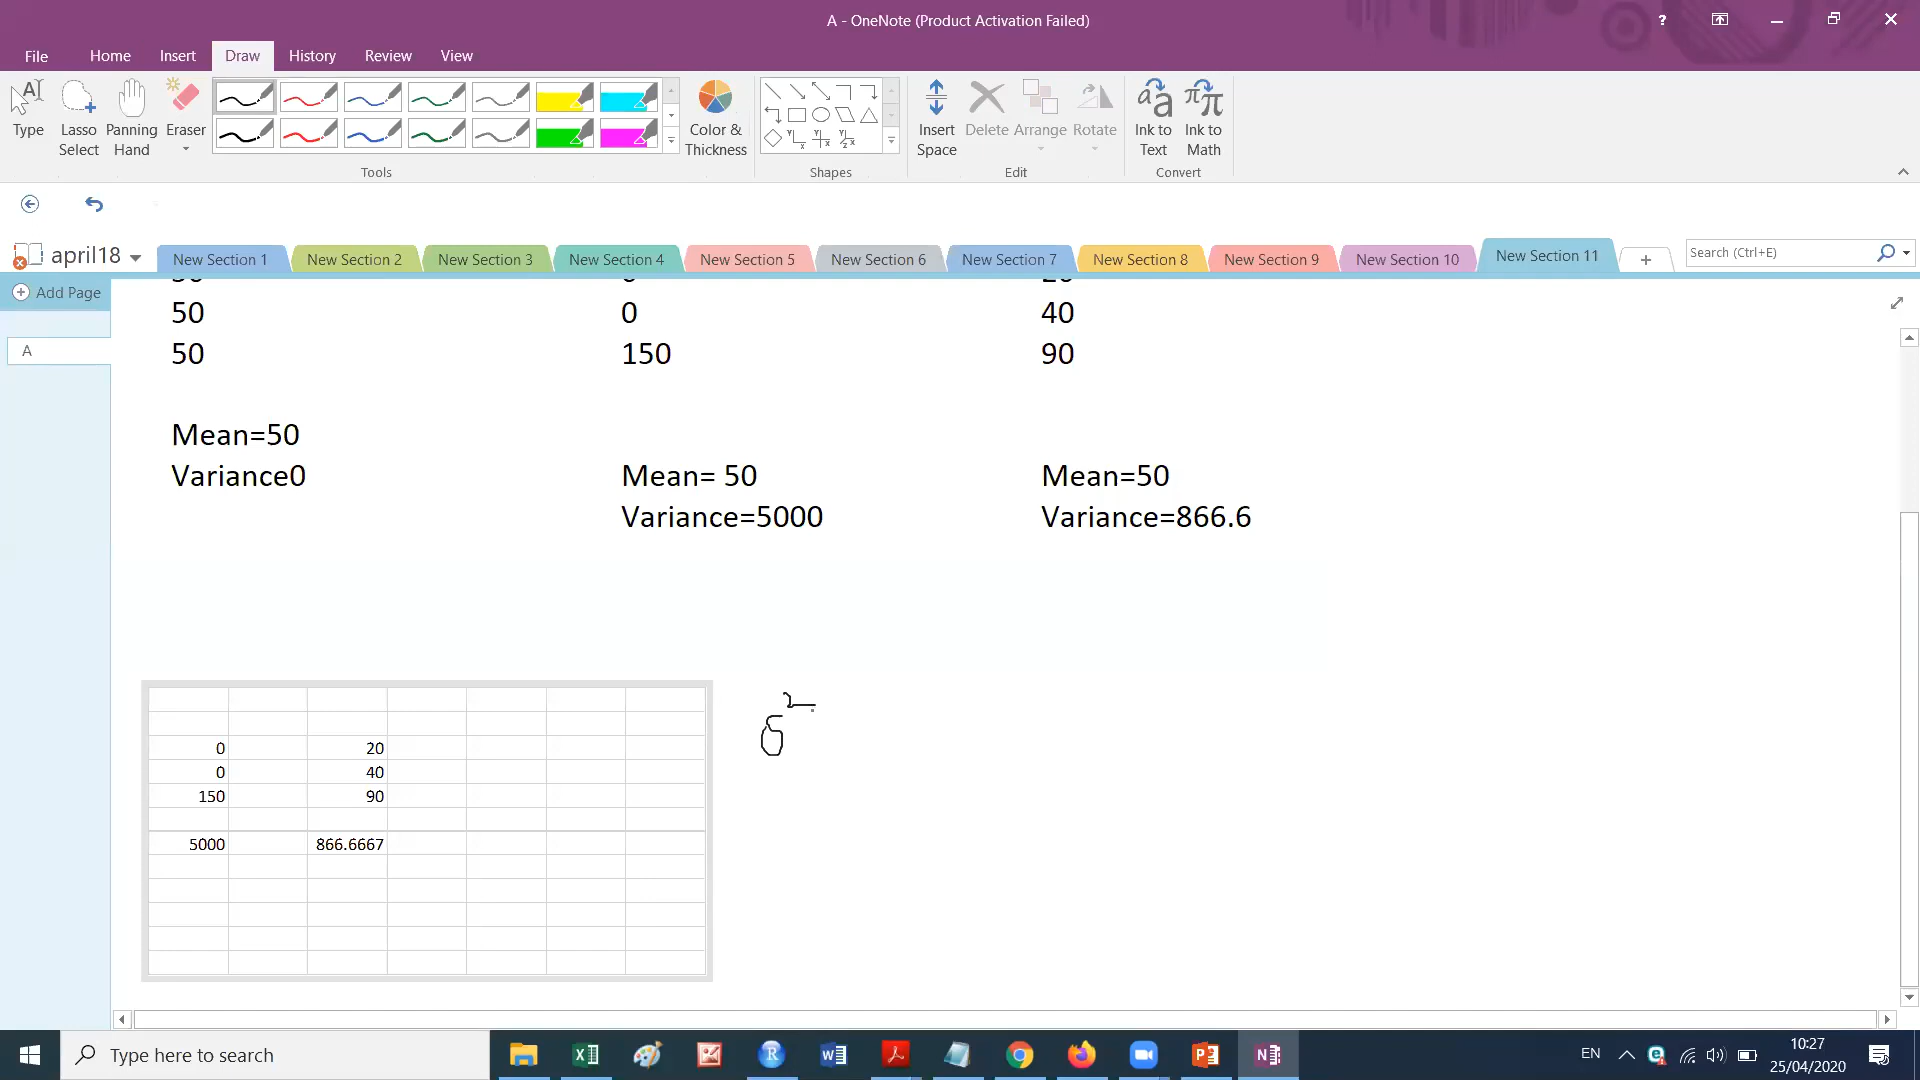 A - OneNote (Product Activation Failed)
?
File Home Insert Draw History Review View
Type
Lasso Select
Panning Hand
Eraser
Color & Thickness
Insert Space
Delete
Arrange
Rotate
Ink to Text
Ink to Math
Tools
Shapes
Edit
Convert
april18
New Section 1
New Section 2
New Section 3
New Section 4
New Section 5
New Section 6
New Section 7
New Section 8
New Section 9
New Section 10
New Section 11
Search (Ctrl+E)
Add Page
A
50 0 40
50 150 90
Mean=50
Variance0
Mean= 50
Variance=5000
Mean=50
Variance=866.6
0 20
0 40
150 90
5000 866.6667
Type here to search
EN
10:27
25/04/2020